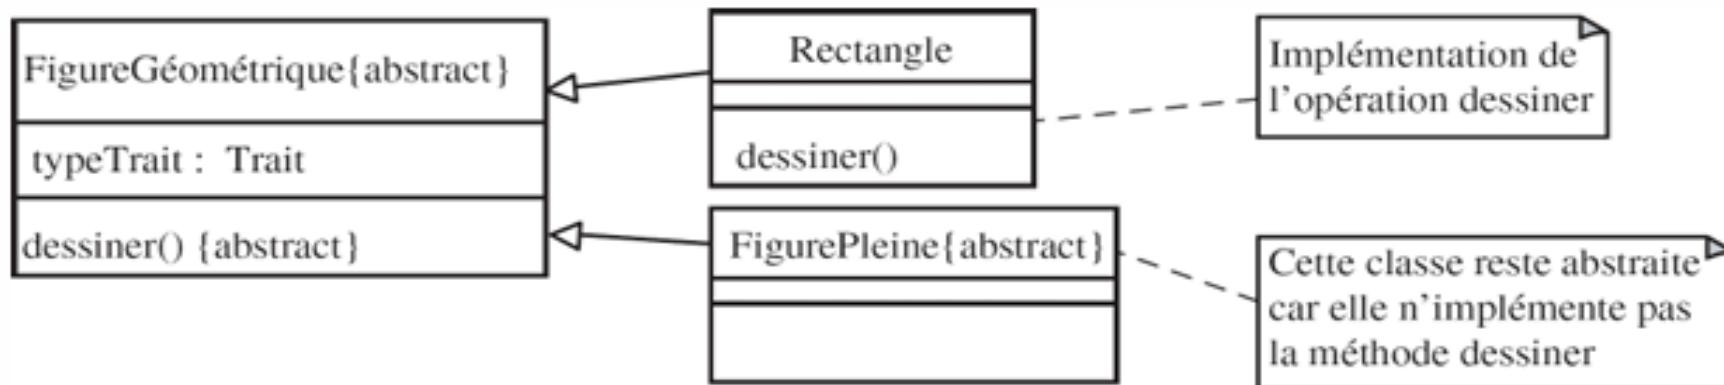 FigureGéométrique{abstract}
typeTrait : Trait
dessiner() {abstract}
Rectangle
dessiner()
Implémentation de
l’opération dessiner
FigurePleine{abstract}
Cette classe reste abstraite
car elle n’implémente pas
la méthode dessiner